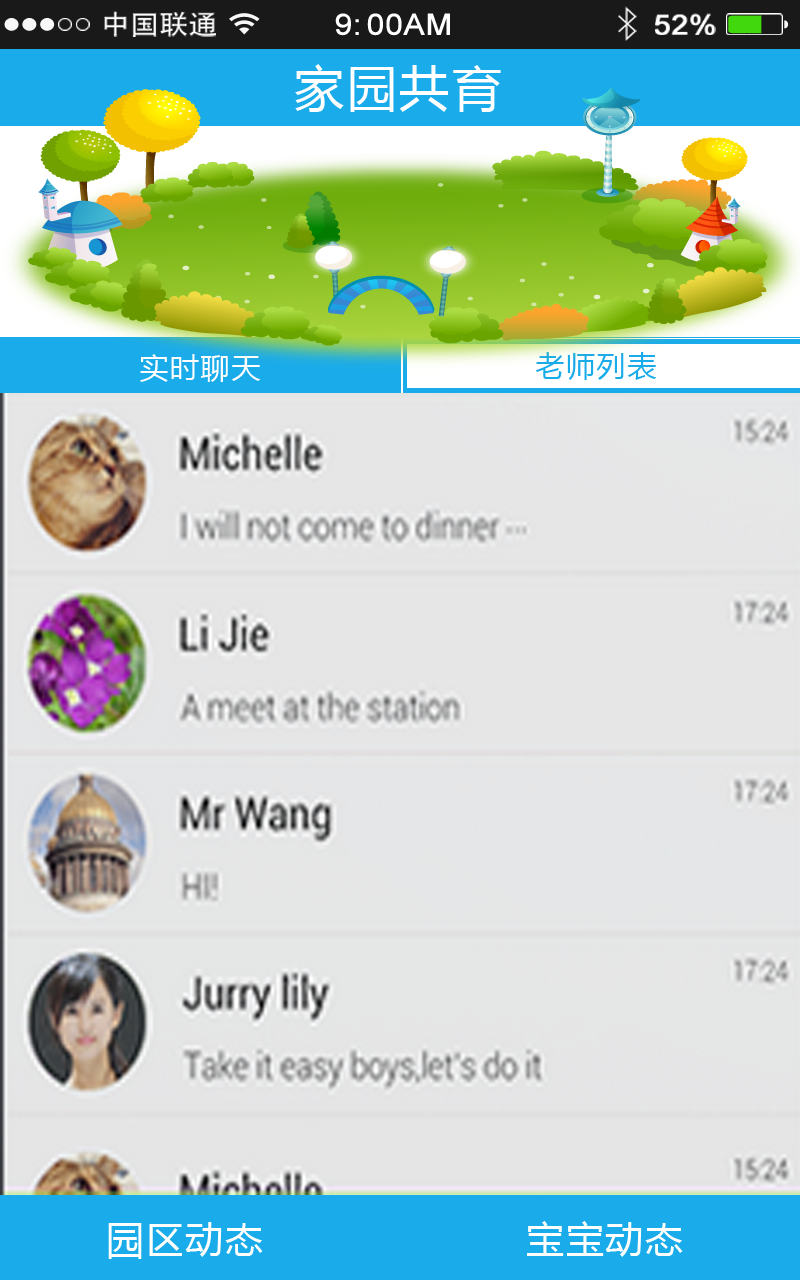 中国联通 9:00AM 52%
家园共育
实时聊天 老师列表
Michelle 15:24
I will not come to dinner ···
Li Jie 17:24
A meet at the station
Mr Wang 17:24
HI!
Jurry lily 17:24
Take it easy boys,let's do it
Michelle 15:24
园区动态 宝宝动态